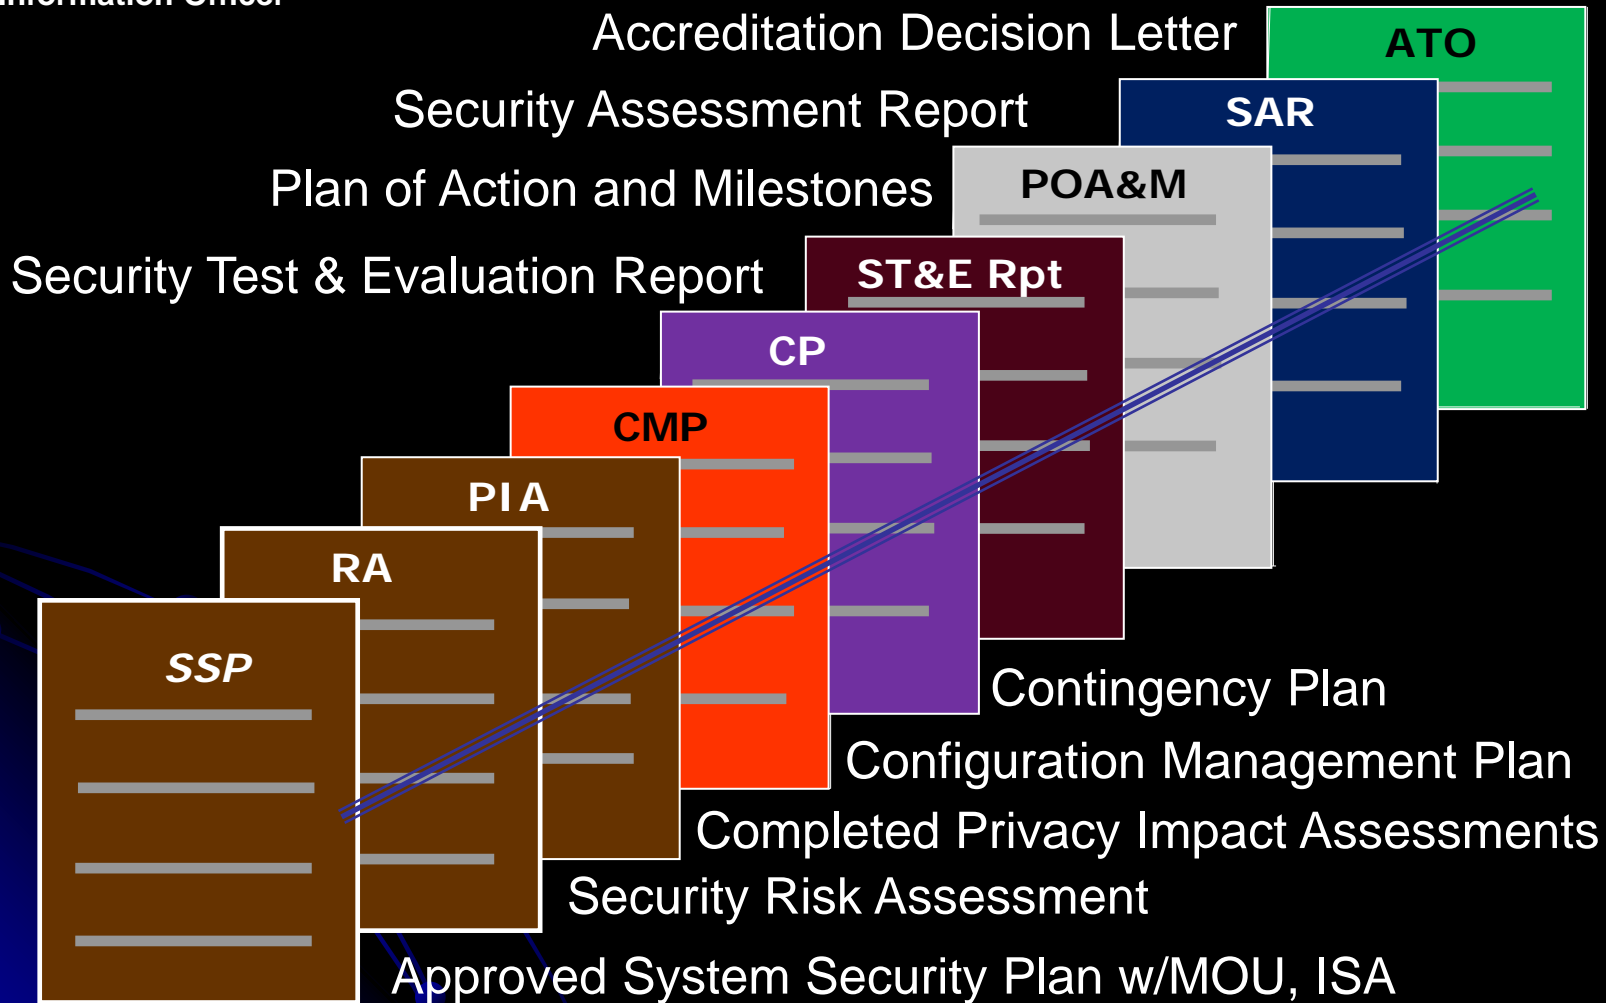 Information Officer
Accreditation Decision Letter
ATO
Security Assessment Report
SAR
Plan of Action and Milestones
POA&M
Security Test & Evaluation Report
ST&E Rpt
CP
CMP
PIA
RA
SSP
Contingency Plan
Configuration Management Plan
Completed Privacy Impact Assessments
Security Risk Assessment
Approved System Security Plan w/MOU, ISA